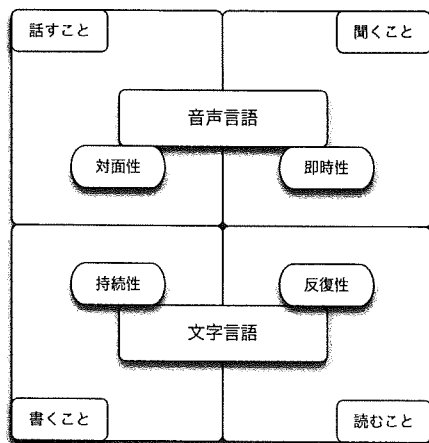 話すこと
聞くこと
音声言語
対面性
即時性
持続性
反復性
文字言語
書くこと
読むこと